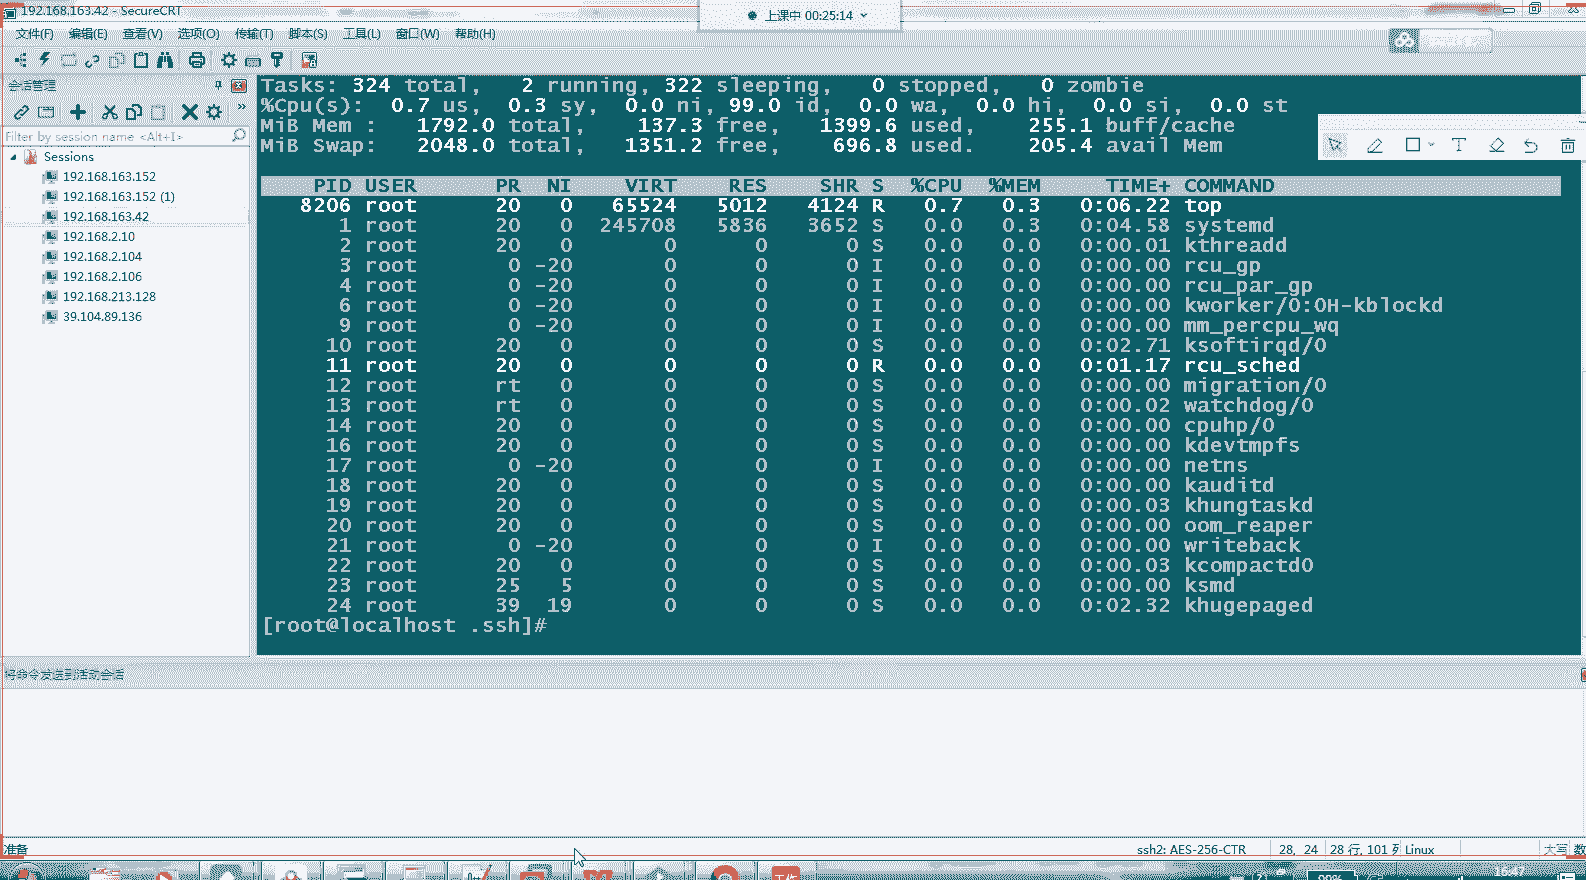 192.168.163.42 - SecureCRT
上课中 00:25:14
文件(F) 编辑(E) 查看(V) 选项(O) 传输(T) 脚本(S) 工具(L) 窗口(W) 帮助(H)
会话管理
Filter by session name <Alt+I>
Sessions
192.168.163.152
192.168.163.152 (1)
192.168.163.42
192.168.2.10
192.168.2.104
192.168.2.106
192.168.213.128
39.104.89.136
Tasks: 324 total, 2 running, 322 sleeping, 0 stopped, 0 zombie
%Cpu(s): 0.7 us, 0.3 sy, 0.0 ni, 99.0 id, 0.0 wa, 0.0 hi, 0.0 si, 0.0 st
MiB Mem : 1792.0 total, 137.3 free, 1399.6 used, 255.1 buff/cache
MiB Swap: 2048.0 total, 1351.2 free, 696.8 used. 205.4 avail Mem
PID USER PR NI VIRT RES SHR S %CPU %MEM TIME+ COMMAND
8206 root 20 0 65524 5012 4124 R 0.7 0.3 0:06.22 top
1 root 20 0 245708 5836 3652 S 0.0 0.3 0:04.58 systemd
2 root 20 0 0 0 0 S 0.0 0.0 0:00.01 kthreadd
3 root 0 -20 0 0 0 I 0.0 0.0 0:00.00 rcu_gp
4 root 0 -20 0 0 0 I 0.0 0.0 0:00.00 rcu_par_gp
6 root 0 -20 0 0 0 I 0.0 0.0 0:00.00 kworker/0:0H-kblockd
9 root 0 -20 0 0 0 I 0.0 0.0 0:00.00 mm_percpu_wq
10 root 20 0 0 0 0 S 0.0 0.0 0:02.71 ksoftirqd/0
11 root 20 0 0 0 0 R 0.0 0.0 0:01.17 rcu_sched
12 root rt 0 0 0 0 S 0.0 0.0 0:00.00 migration/0
13 root rt 0 0 0 0 S 0.0 0.0 0:00.02 watchdog/0
14 root 20 0 0 0 0 S 0.0 0.0 0:00.00 cpuhp/0
16 root 20 0 0 0 0 S 0.0 0.0 0:00.00 kdevtmpfs
17 root 0 -20 0 0 0 I 0.0 0.0 0:00.00 netns
18 root 20 0 0 0 0 S 0.0 0.0 0:00.00 kauditd
19 root 20 0 0 0 0 S 0.0 0.0 0:00.03 khungtaskd
20 root 20 0 0 0 0 S 0.0 0.0 0:00.00 oom_reaper
21 root 0 -20 0 0 0 I 0.0 0.0 0:00.00 writeback
22 root 20 0 0 0 0 S 0.0 0.0 0:00.03 kcompactd0
23 root 25 5 0 0 0 S 0.0 0.0 0:00.00 ksmd
24 root 39 19 0 0 0 S 0.0 0.0 0:02.32 khugepaged
[root@localhost .ssh]#
将命令发送到活动会话
准备
ssh2: AES-256-CTR 28, 24 28 行, 101 列 Linux 大写 数
16:47
99%